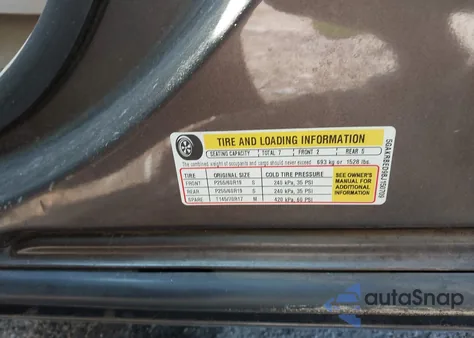 TIRE AND LOADING INFORMATION
SEATING CAPACITY TOTAL 7 FRONT 2 REAR 5
The combined weight of occupants and cargo should never exceed 693 kg or 1528 lbs.
TIRE ORIGINAL SIZE COLD TIRE PRESSURE
FRONT P255/60R19 S 240 kPa, 35 PSI
REAR P255/60R19 S 240 kPa, 35 PSI
SPARE T145/70R17 M 420 kPa, 60 PSI
SEE OWNER'S
MANUAL FOR
ADDITIONAL
INFORMATION
autaSnap